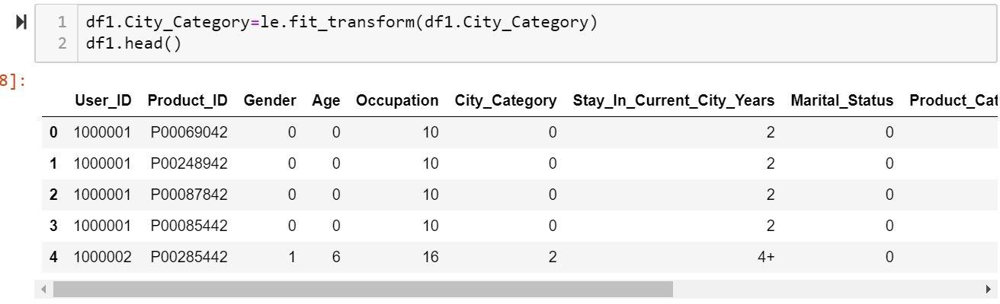 1 df1.City_Category=le.fit_transform(df1.City_Category)
2 df1.head()
8]:
User_ID Product_ID Gender Age Occupation City_Category Stay_In_Current_City_Years Marital_Status Product_Cat
0 1000001 P00069042 0 0 10 0 2 0
1 1000001 P00248942 0 0 10 0 2 0
2 1000001 P00087842 0 0 10 0 2 0
3 1000001 P00085442 0 0 10 0 2 0
4 1000002 P00285442 1 6 16 2 4+ 0